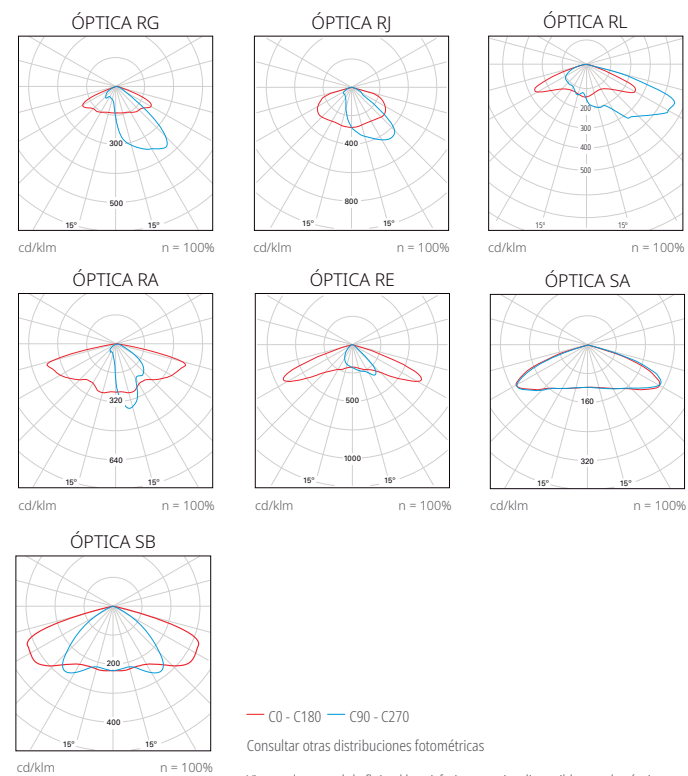 ÓPTICA RG
300
500
15° 15°
cd/klm n = 100%
ÓPTICA RJ
400
800
15° 15°
cd/klm n = 100%
ÓPTICA RL
200
300
400
500
15° 15°
cd/klm n = 100%
ÓPTICA RA
320
640
15° 15°
cd/klm n = 100%
ÓPTICA RE
500
1000
15° 15°
cd/klm n = 100%
ÓPTICA SA
160
320
15° 15°
cd/klm n = 100%
ÓPTICA SB
200
400
15° 15°
cd/klm n = 100%
C0 - C180 C90 - C270
Consultar otras distribuciones fotométricas